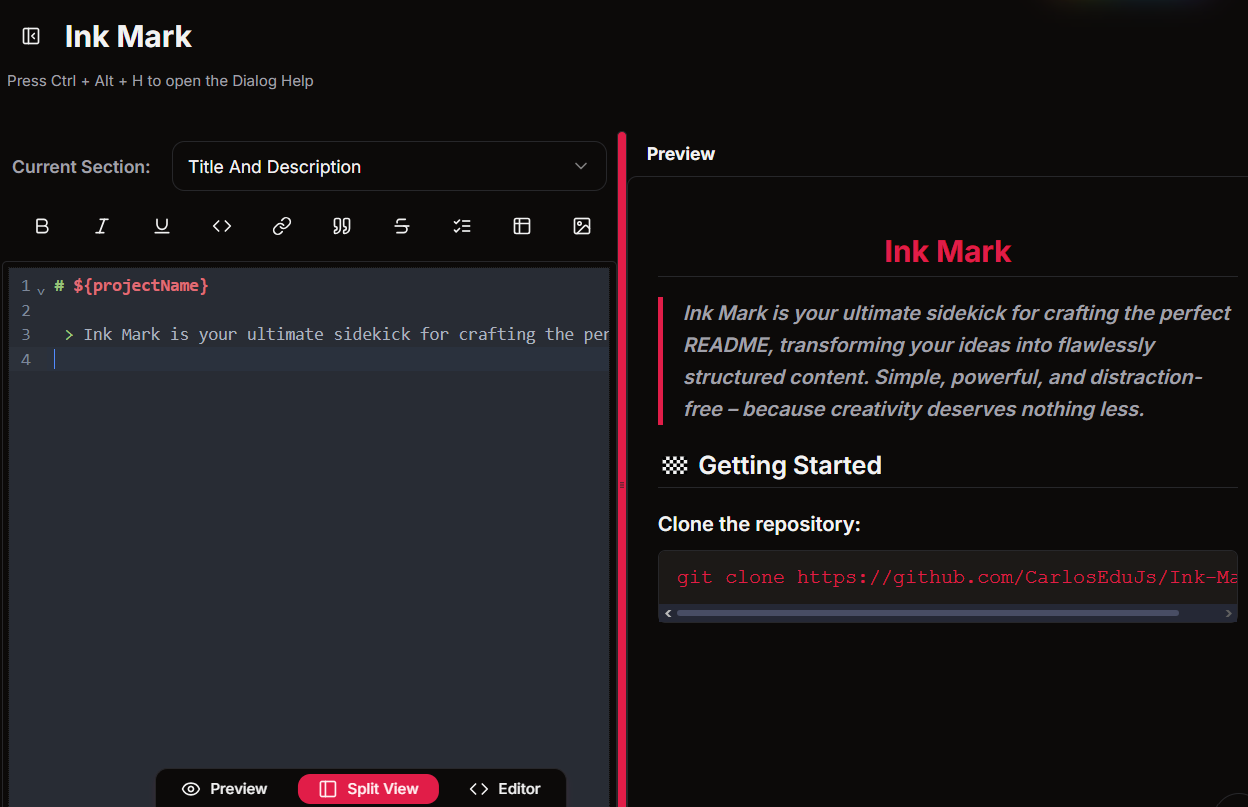 Ink Mark
Press Ctrl + Alt + H to open the Dialog Help
Current Section:
Title And Description
1 # ${projectName}
2
3 > Ink Mark is your ultimate sidekick for crafting the per
4
Preview
Split View
Editor
Preview
Ink Mark
Ink Mark is your ultimate sidekick for crafting the perfect
README, transforming your ideas into flawlessly
structured content. Simple, powerful, and distraction-
free – because creativity deserves nothing less.
Getting Started
Clone the repository:
git clone https://github.com/CarlosEduJs/Ink-Ma